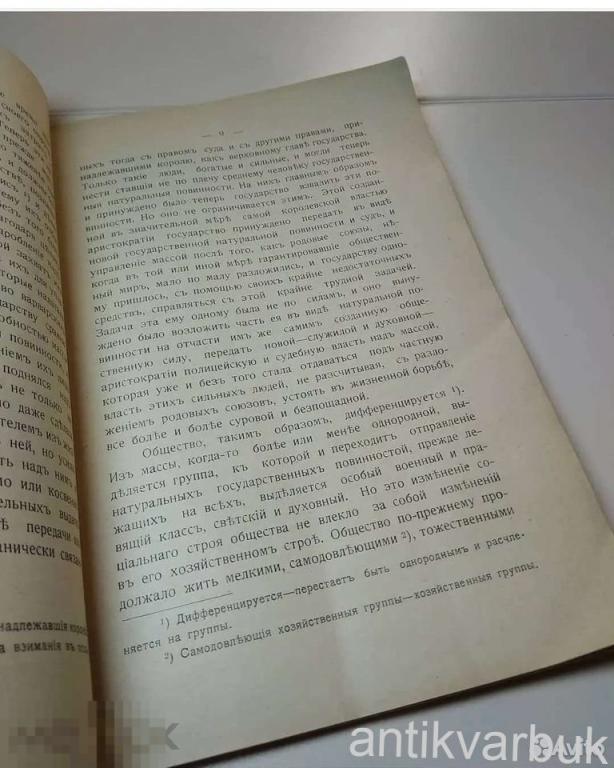 — 9 —
ныхъ тогда съ правомъ суда и съ другими правами, при-
надлежавшими королю, какъ верховному главѣ государства.
Только такіе люди, богатые и сильные, и могли теперь
нести ставшія не по плечу среднему человѣку государствен-
ныя натуральныя повинности. На нихъ главнымъ образомъ
и принуждено было теперь государство взвалить эти по-
винности. Но оно не ограничивается этимъ. Этой создан-
ной въ значительной мѣрѣ самой королевской властью
аристократіи государство принуждено передать въ видѣ
новой государственной натуральной повинности и судъ, и
управленіе массой послѣ того, какъ родовые союзы, нѣ-
когда въ той или иной мѣрѣ гарантировавшіе обществен-
ный миръ, мало по малу разложились, и государству одно-
му пришлось, съ помощью своихъ крайне недостаточныхъ
средствъ, справляться съ этой крайне трудной задачей.
Задача эта ему одному была не по силамъ, и оно выну-
ждено было возложить часть ея въ видѣ натуральной по-
винности на отчасти имъ же самимъ созданную обще-
ственную силу, передать новой—служилой и духовной—
аристократіи полицейскую и судебную власть надъ массой,
которая уже и безъ того стала отдаваться подъ частную
власть этихъ сильныхъ людей, не разсчитывая, съ разло-
женіемъ родовыхъ союзовъ, устоять въ жизненной борьбѣ,
все болѣе и болѣе суровой и безпощадной.
Общество, такимъ образомъ, дифференцируется ¹).
Изъ массы, когда-то болѣе или менѣе однородной, вы-
дѣляется группа, къ которой и переходитъ отправленіе
натуральныхъ государственныхъ повинностей, прежде ле-
жащихъ на всѣхъ, выдѣляется особый военный и пра-
вящій классъ, свѣтскій и духовный. Но это измѣненіе со-
ціальнаго строя общества не влекло за собой измѣненій
въ его хозяйственномъ строѣ. Общество по-прежнему про-
должало жить мелкими, самодовлѣющими ²), тожественными
¹) Дифференцируется—перестаетъ быть однороднымъ и расчле-
няется на группы.
²) Самодовлѣющія хозяйственныя группы—хозяйственныя группы,
надлежавшія
а взиманія въ
antikvarbuk
Avito